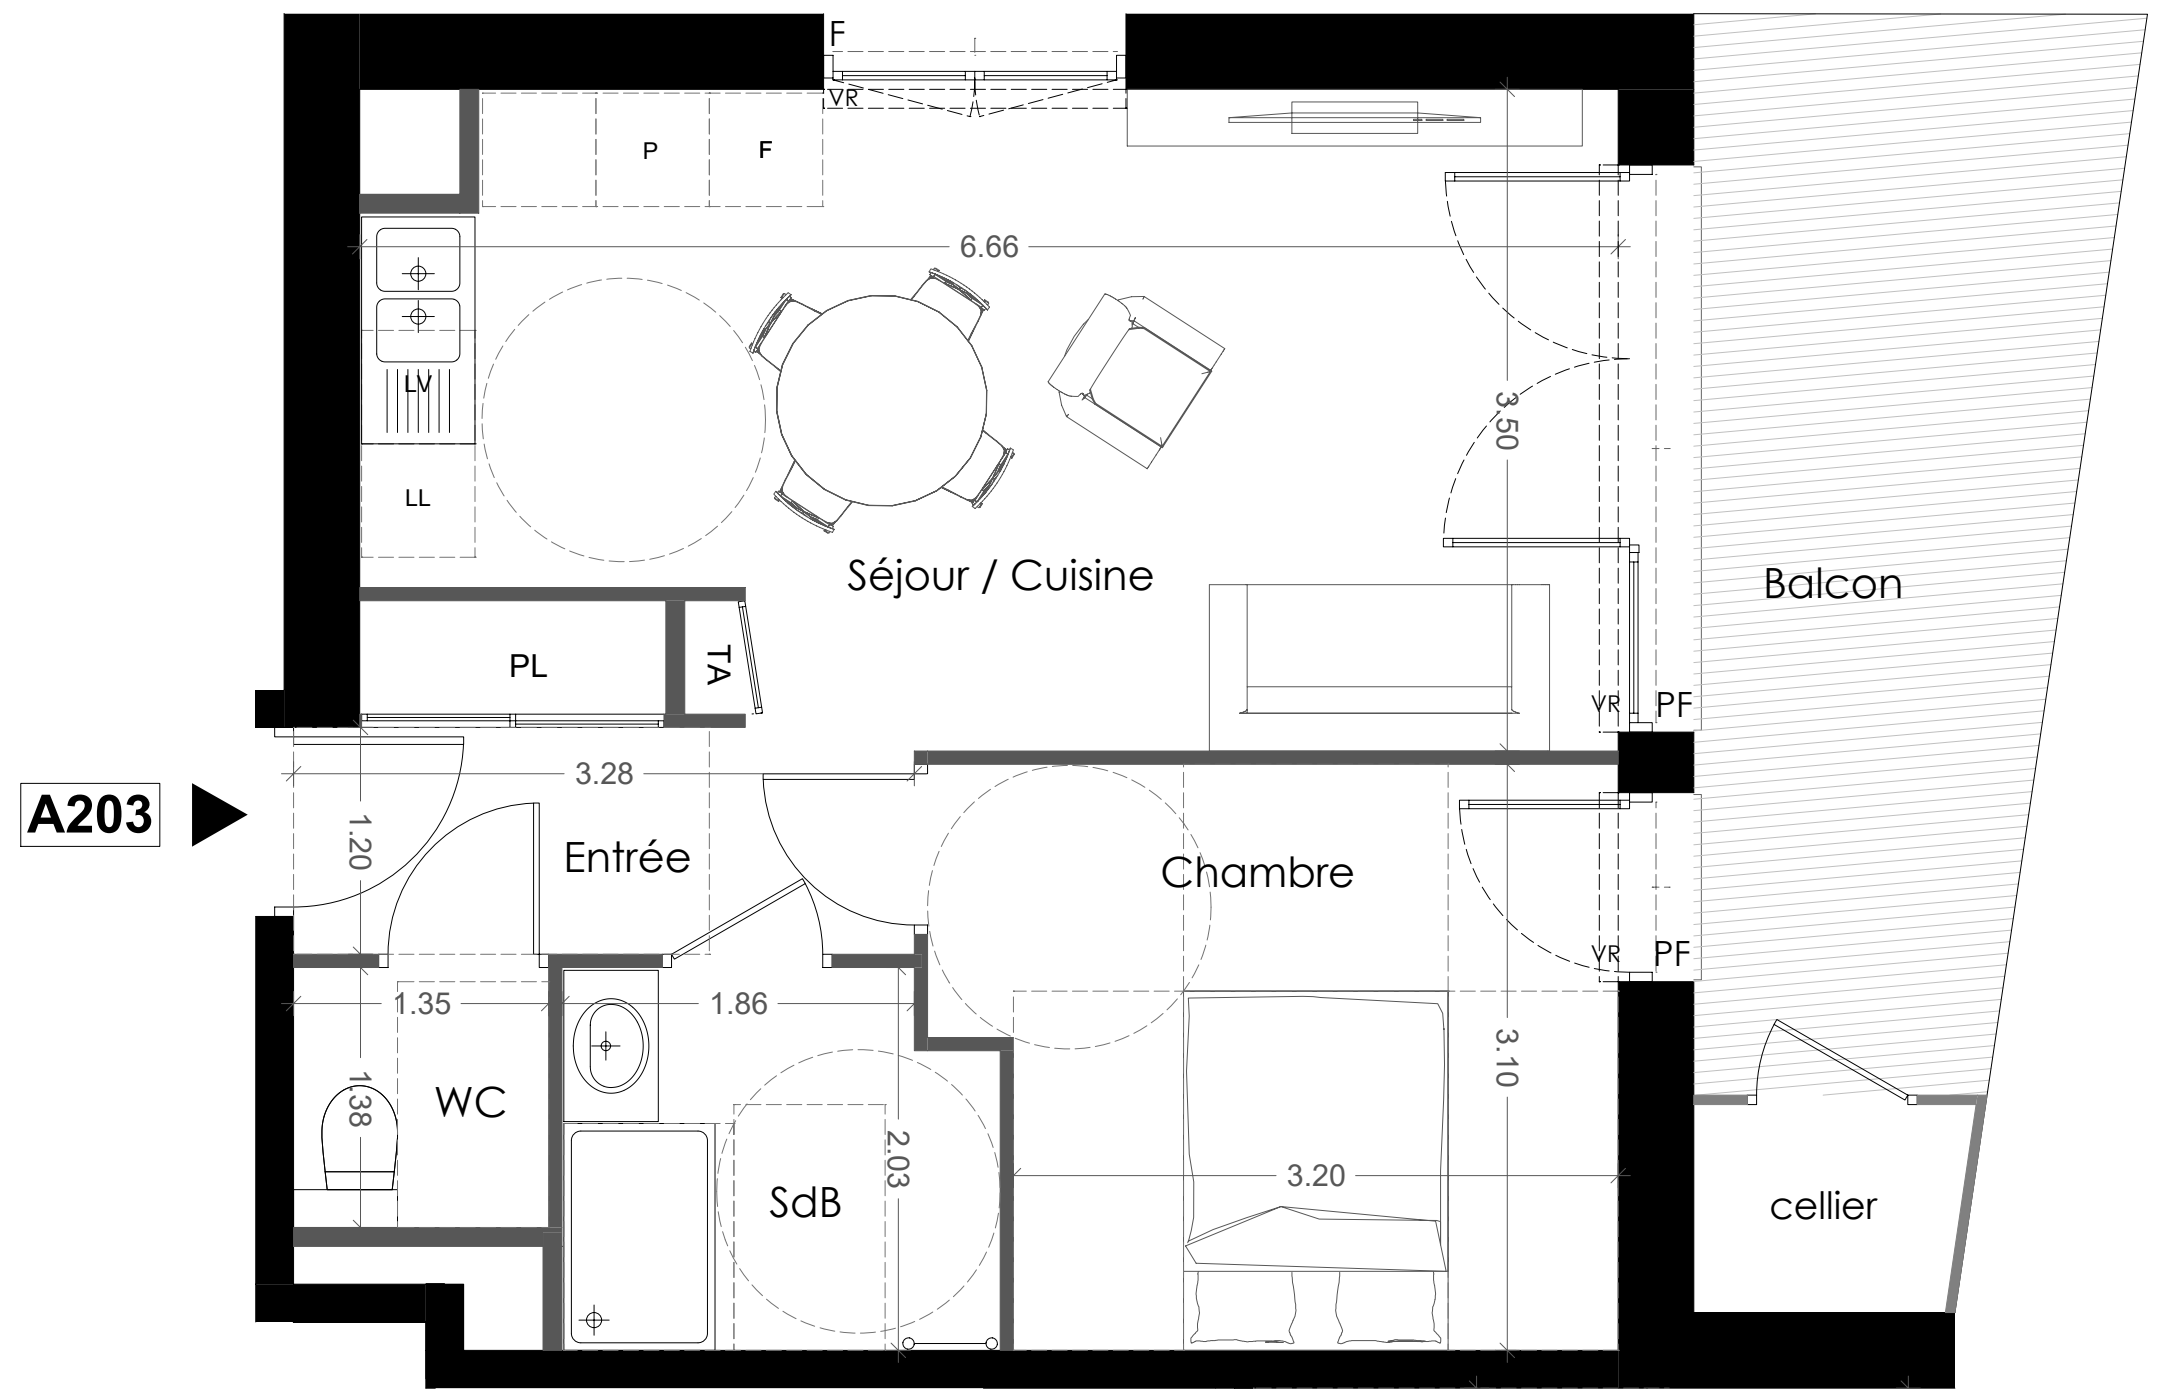 F
VR
P
F
6.66
3.50
LV
LL
Séjour / Cuisine
Balcon
PL
TA
VR
PF
3.28
A203
1.20
Entrée
Chambre
VR
PF
1.35
1.86
3.10
1.38
WC
2.03
3.20
SdB
cellier